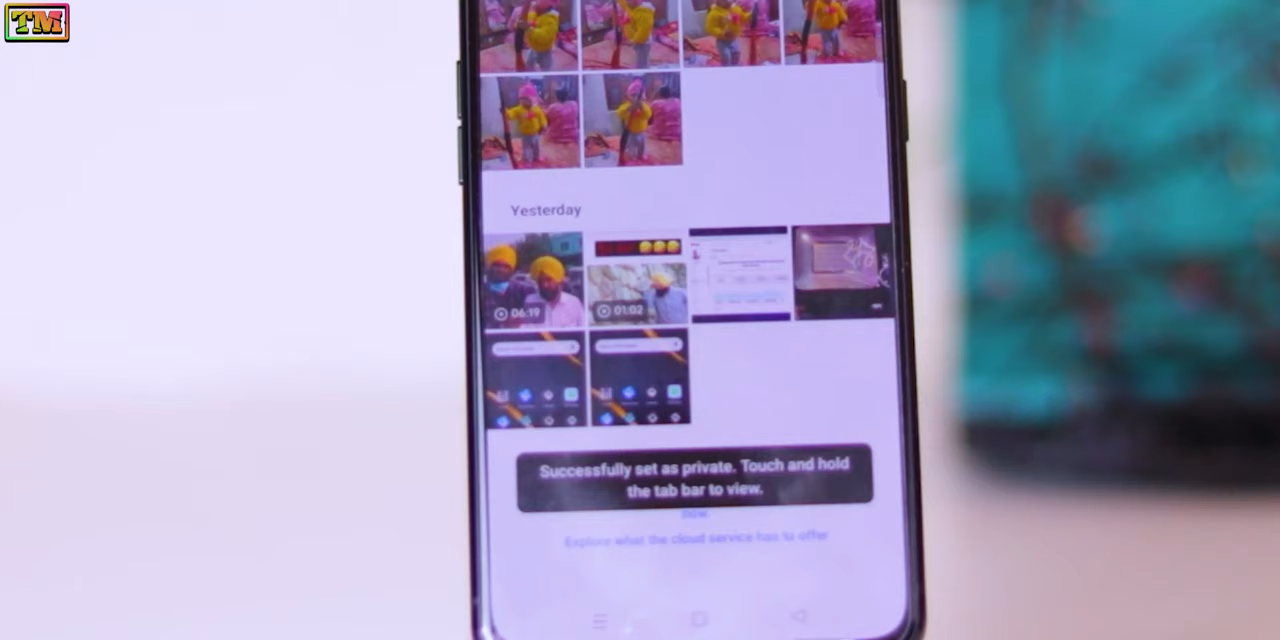 TM
Yesterday
06:19
01:02
Successfully set as private. Touch and hold
the tab bar to view.
now.
Explore what the cloud service has to offer